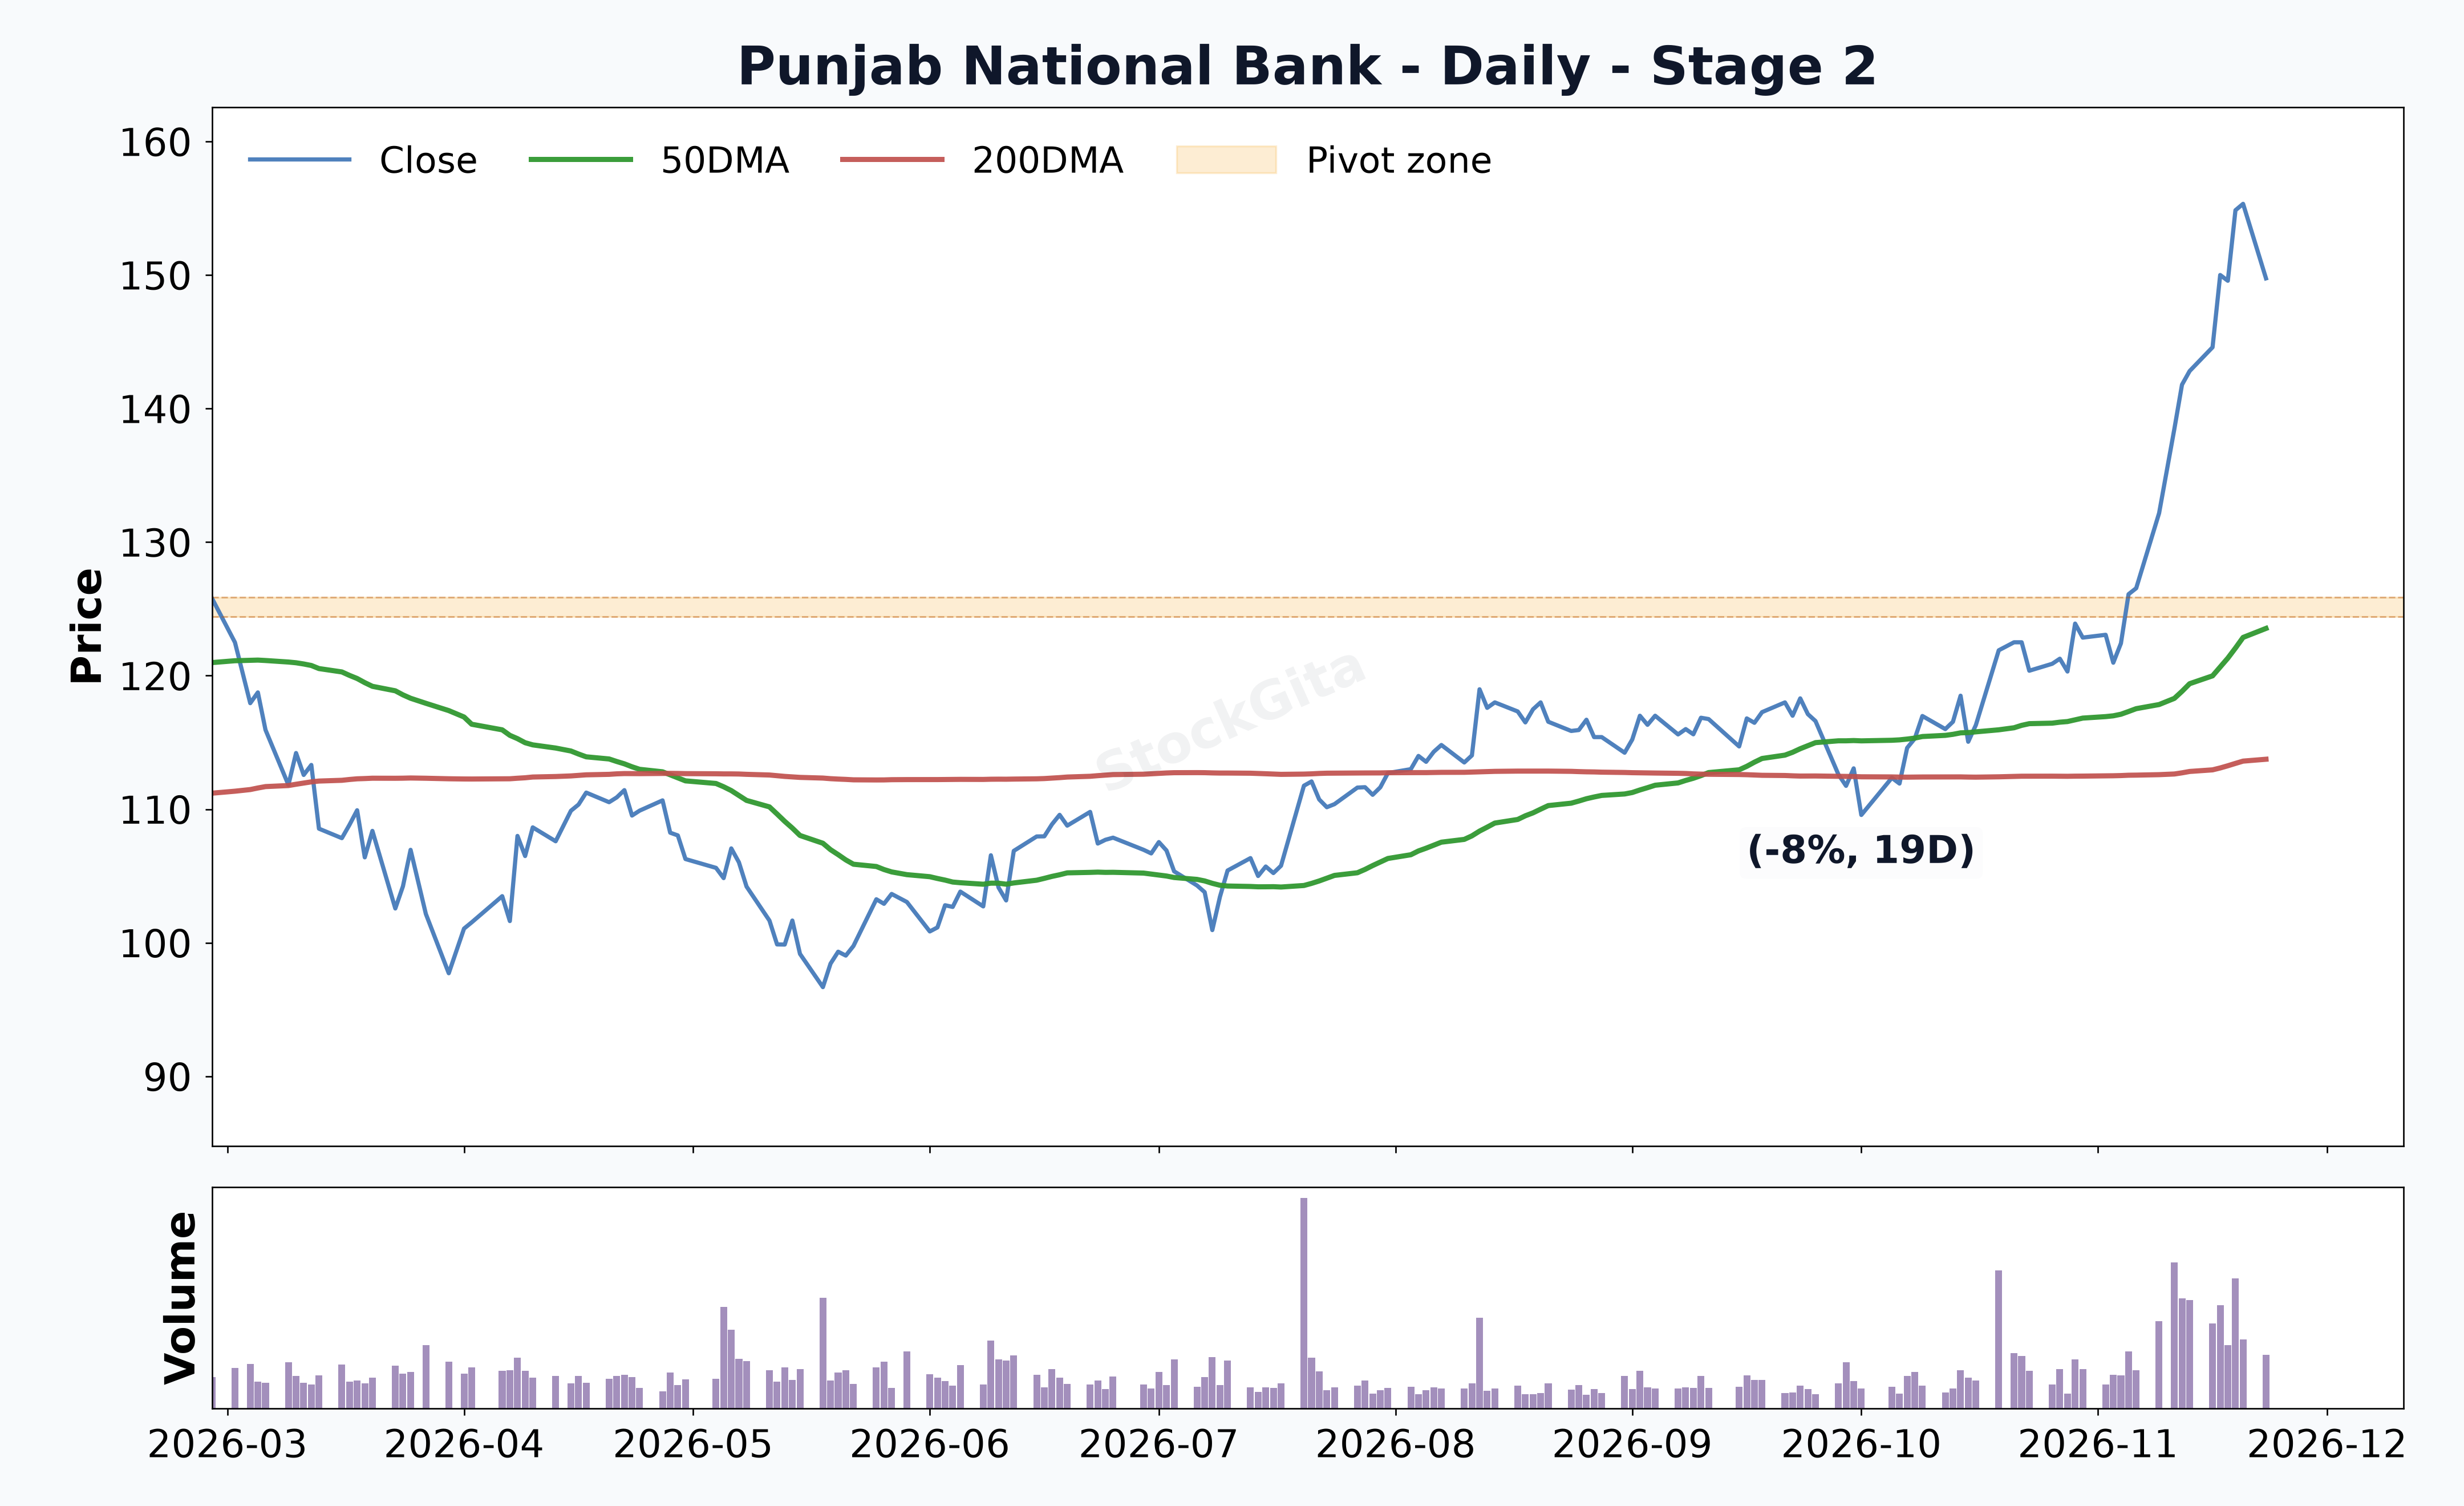 Punjab National Bank - Daily - Stage 2
Close 50DMA 200DMA Pivot zone
160
150
140
130
120
110
100
90
Price
StockGita
(-8%, 19D)
Volume
2026-03 2026-04 2026-05 2026-06 2026-07 2026-08 2026-09 2026-10 2026-11 2026-12